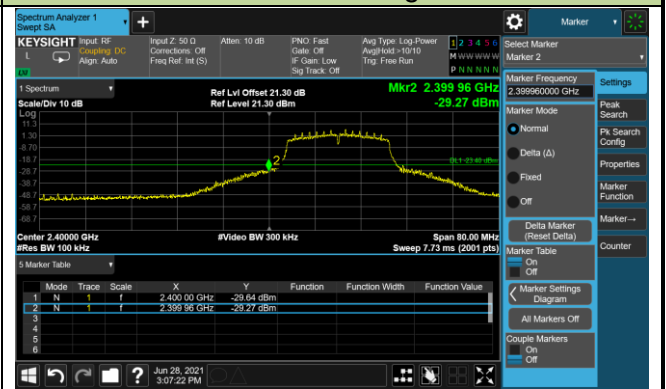 Spectrum Analyzer 1
Swept SA
+
Marker
KEYSIGHT
L
Input: RF
Coupling: DC
Align: Auto
Input Z: 50 Ω
Corrections: Off
Freq Ref: Int (S)
Atten: 10 dB
PNO: Fast
Gate: Off
IF Gain: Low
Sig Track: Off
Avg Type: Log-Power
Avg|Hold:>10/10
Trig: Free Run
1 2 3 4 5 6
M W W W W W
P N N N N N
Select Marker
Marker 2
LW
1 Spectrum
Scale/Div 10 dB
Ref Lvl Offset 21.30 dB
Ref Level 21.30 dBm
Mkr2 2.399 96 GHz
-29.27 dBm
Log
11.3
1.30
-8.70
-18.7
-28.7
-38.7
-48.7
-58.7
-68.7
2
DL1 -23.40 dBm
Center 2.40000 GHz
#Res BW 100 kHz
#Video BW 300 kHz
Span 80.00 MHz
Sweep 7.73 ms (2001 pts)
5 Marker Table
Mode Trace Scale X Y Function Function Width Function Value
1 N 1 f 2.400 00 GHz -29.64 dBm
2 N 1 f 2.399 96 GHz -29.27 dBm
3
4
5
6
Marker Frequency
2.399960000 GHz
Marker Mode
Normal
Delta (Δ)
Fixed
Off
Delta Marker
(Reset Delta)
Marker Table
On
Off
Marker Settings
Diagram
All Markers Off
Couple Markers
On
Off
Settings
Peak
Search
Pk Search
Config
Properties
Marker
Function
Marker→
Counter
?
Jun 28, 2021
3:07:22 PM